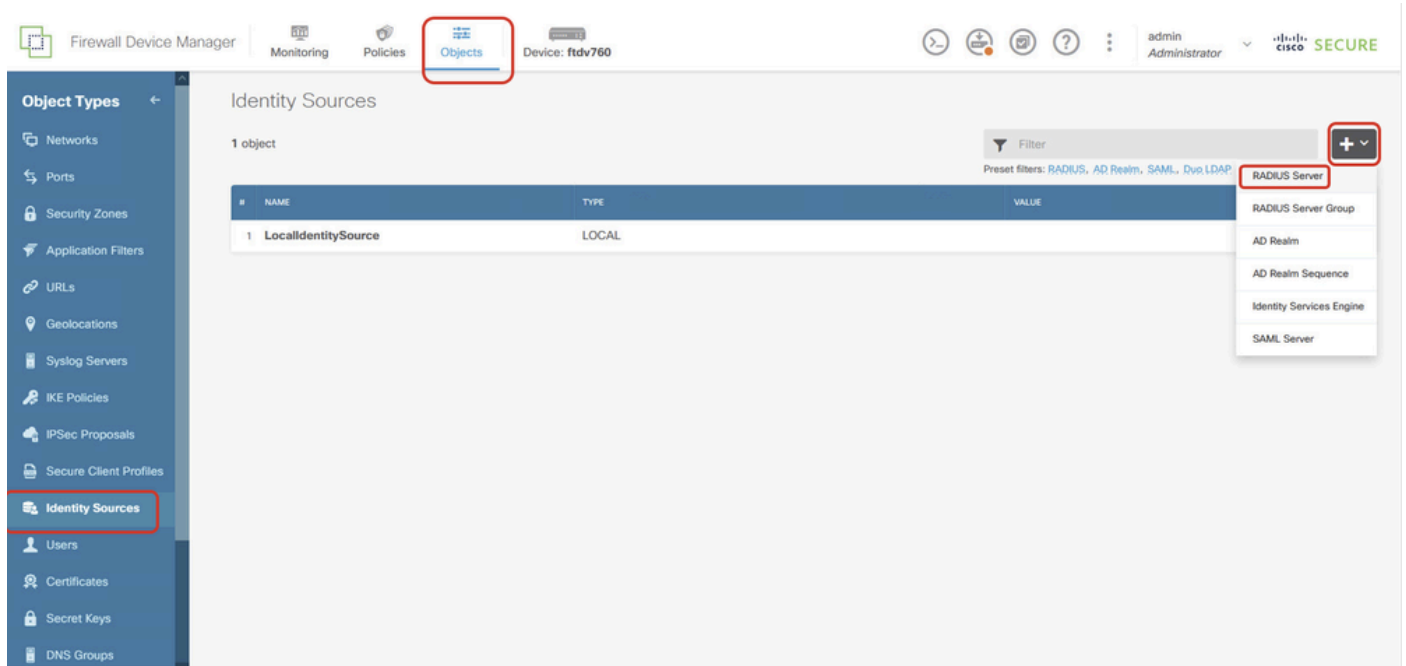 Firewall Device Manager
Monitoring
Policies
Objects
Device: ftdv760
admin
Administrator
cisco SECURE
Object Types
Networks
Ports
Security Zones
Application Filters
URLs
Geolocations
Syslog Servers
IKE Policies
IPSec Proposals
Secure Client Profiles
Identity Sources
Users
Certificates
Secret Keys
DNS Groups
Identity Sources
1 object
Filter
Preset filters: RADIUS, AD Realm, SAML, Duo LDAP
# NAME TYPE VALUE
1 LocalIdentitySource LOCAL
RADIUS Server
RADIUS Server Group
AD Realm
AD Realm Sequence
Identity Services Engine
SAML Server